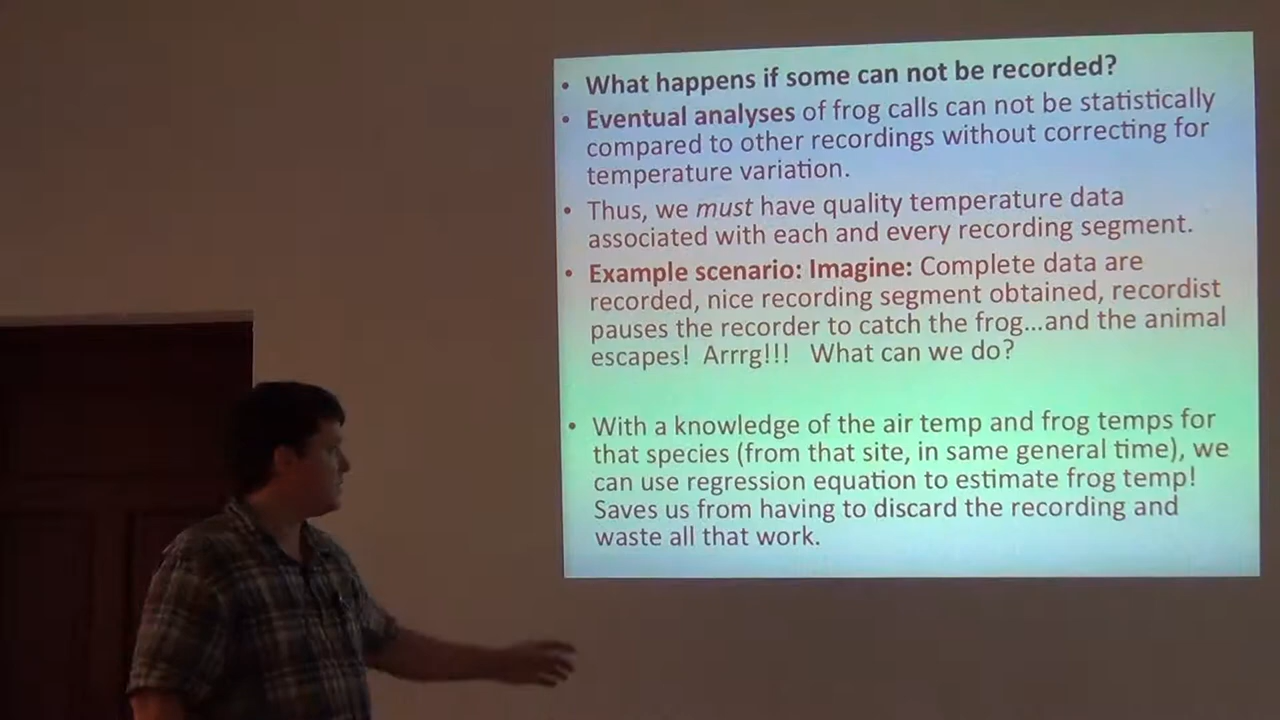 • What happens if some can not be recorded?
• Eventual analyses of frog calls can not be statistically
compared to other recordings without correcting for
temperature variation.
• Thus, we must have quality temperature data
associated with each and every recording segment.
• Example scenario: Imagine: Complete data are
recorded, nice recording segment obtained, recordist
pauses the recorder to catch the frog...and the animal
escapes! Arrrg!!! What can we do?
• With a knowledge of the air temp and frog temps for
that species (from that site, in same general time), we
can use regression equation to estimate frog temp!
Saves us from having to discard the recording and
waste all that work.